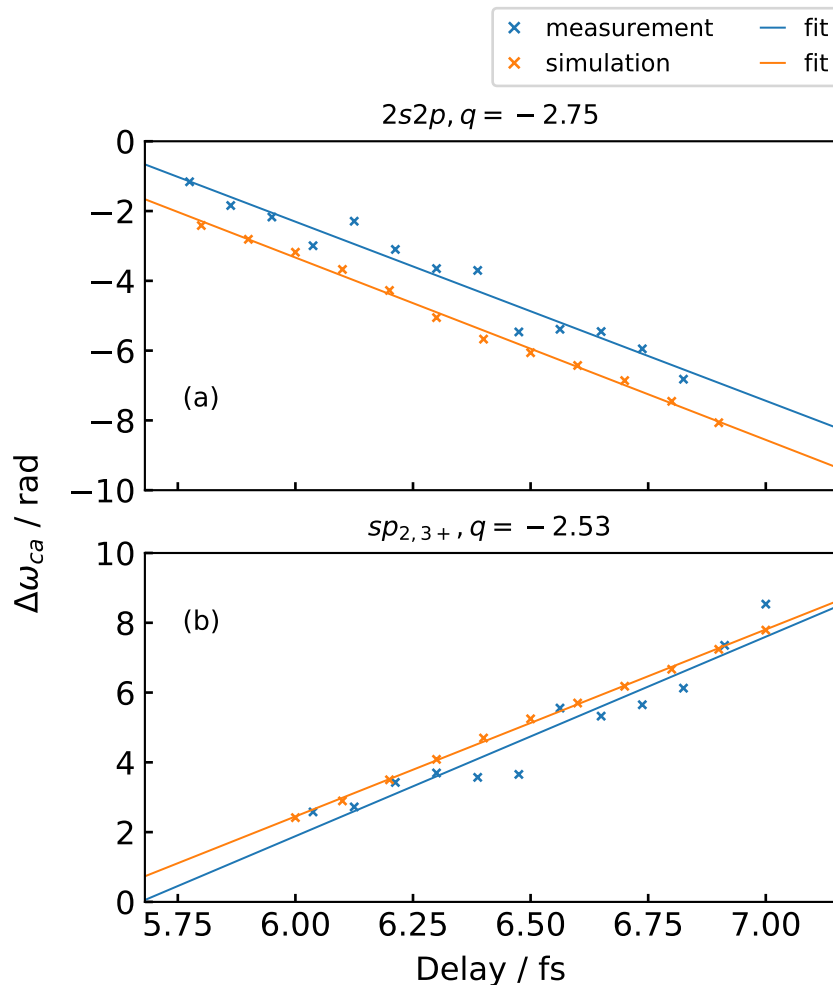 measurement fit
simulation fit
2s2p, q = −2.75
0
−2
−4
−6
−8
−10
(a)
Δω_ca / rad
sp_2,3+, q = −2.53
10
8
6
4
2
0
(b)
5.75 6.00 6.25 6.50 6.75 7.00
Delay / fs